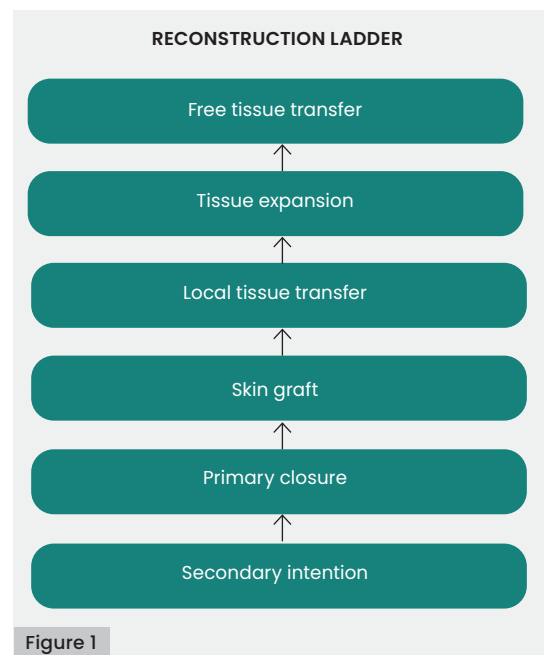 RECONSTRUCTION LADDER
Free tissue transfer
Tissue expansion
Local tissue transfer
Skin graft
Primary closure
Secondary intention
Figure 1